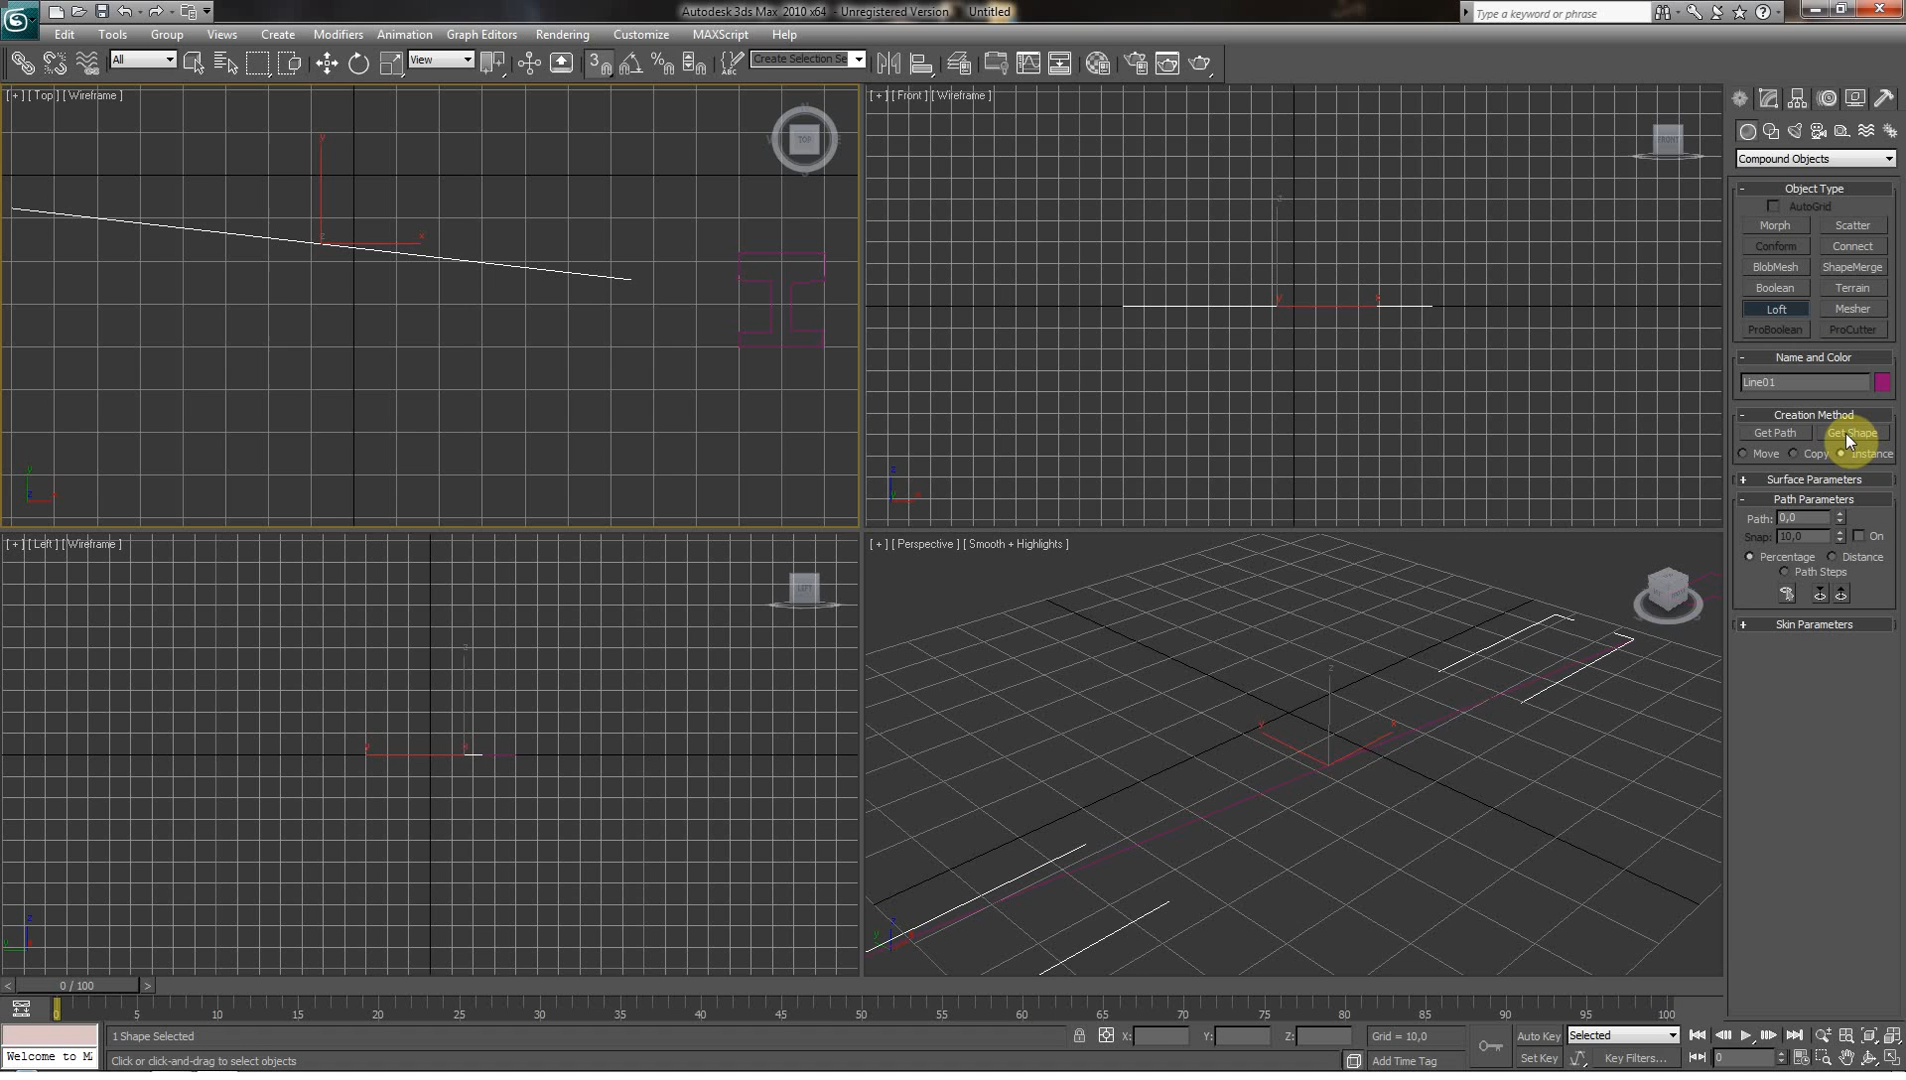 Autodesk 3ds Max 2010 x64 - Unregistered Version Untitled
Type a keyword or phrase
Edit Tools Group Views Create Modifiers Animation Graph Editors Rendering Customize MAXScript Help
All View 3 Create Selection Se
[ + ] [ Top ] [ Wireframe ]
[ + ] [ Front ] [ Wireframe ]
TOP
FRONT
Compound Objects
Object Type
AutoGrid
Morph Scatter
Conform Connect
BlobMesh ShapeMerge
Boolean Terrain
Loft Mesher
ProBoolean ProCutter
Name and Color
Line01
Creation Method
Get Path Get Shape
Move Copy Instance
Surface Parameters
Path Parameters
Path: 0,0
Snap: 10,0 On
Percentage Distance
Path Steps
Skin Parameters
[ + ] [ Left ] [ Wireframe ]
[ + ] [ Perspective ] [ Smooth + Highlights ]
LEFT
0 / 100
0 5 10 15 20 25 30 35 40 45 50 55 60 65 70 75 80 85 90 95 100
1 Shape Selected X: Y: Z: Grid = 10,0 Auto Key Selected
Welcome to MA Click or click-and-drag to select objects Add Time Tag Set Key Key Filters... 0